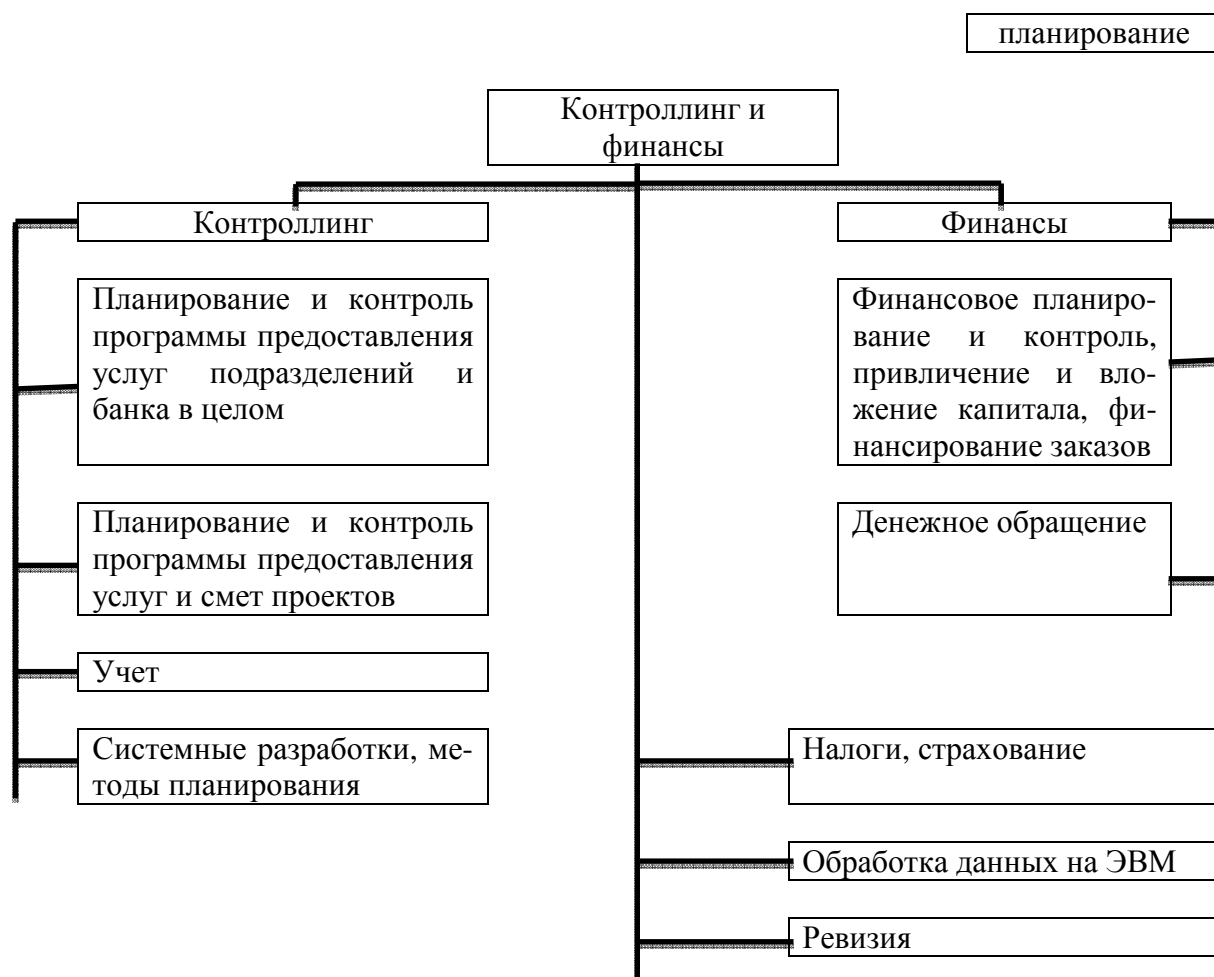 планирование
Контроллинг и
финансы
Контроллинг
Финансы
Планирование и контроль
программы предоставления
услуг подразделений и
банка в целом
Финансовое планиро-
вание и контроль,
привличение и вло-
жение капитала, фи-
нансирование заказов
Планирование и контроль
программы предоставления
услуг и смет проектов
Денежное обращение
Учет
Системные разработки, ме-
тоды планирования
Налоги, страхование
Обработка данных на ЭВМ
Ревизия